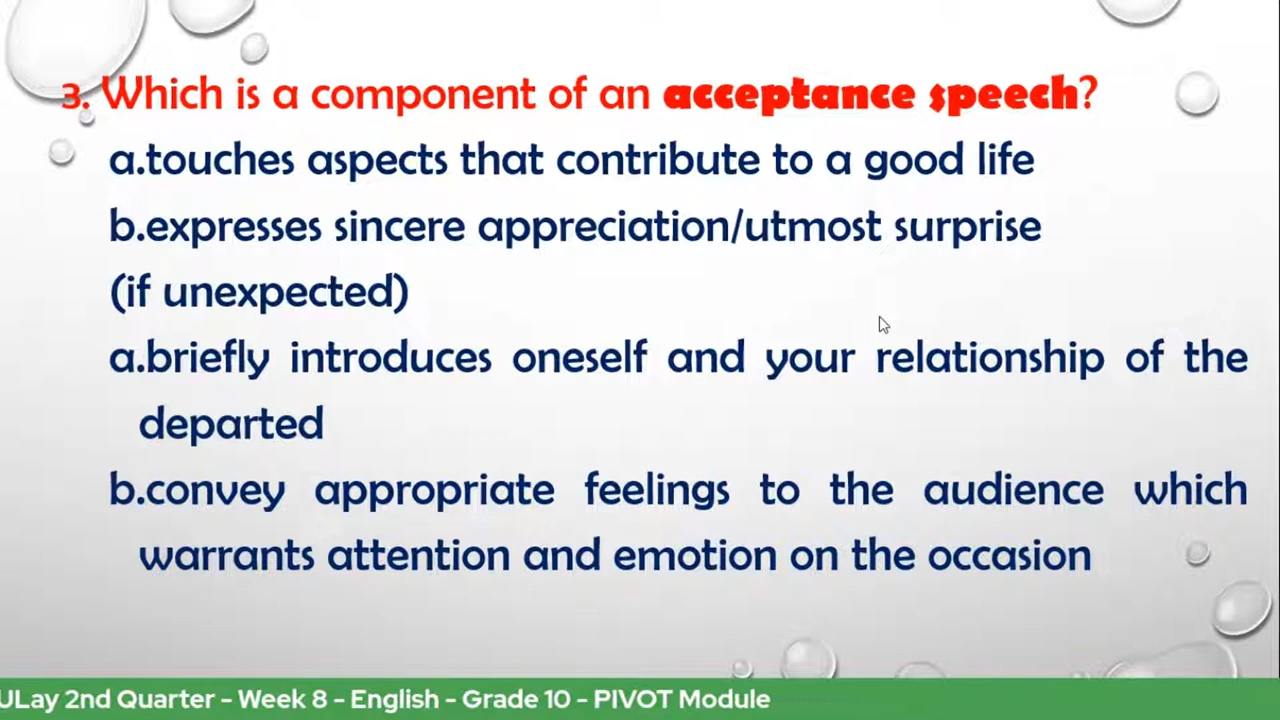 3. Which is a component of an acceptance speech?
a.touches aspects that contribute to a good life
b.expresses sincere appreciation/utmost surprise
(if unexpected)
a.briefly introduces oneself and your relationship of the
departed
b.convey appropriate feelings to the audience which
warrants attention and emotion on the occasion
ULay 2nd Quarter - Week 8 - English - Grade 10 - PIVOT Module